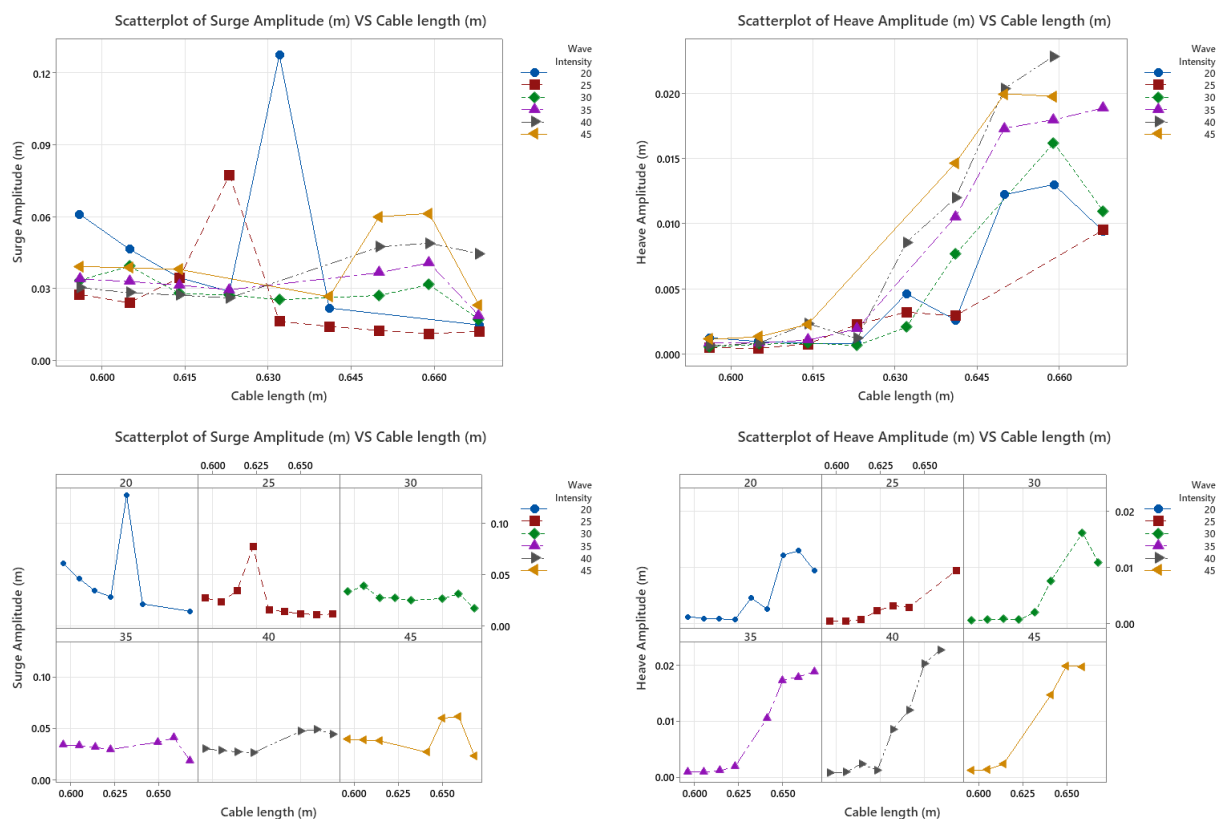 Scatterplot of Surge Amplitude (m) VS Cable length (m)
Wave
Intensity
20
25
30
35
40
45
0.12
0.09
0.06
0.03
0.00
Surge Amplitude (m)
0.600
0.615
0.630
0.645
0.660
Cable length (m)
Scatterplot of Heave Amplitude (m) VS Cable length (m)
Wave
Intensity
20
25
30
35
40
45
0.020
0.015
0.010
0.005
0.000
Heave Amplitude (m)
0.600
0.615
0.630
0.645
0.660
Cable length (m)
Scatterplot of Surge Amplitude (m) VS Cable length (m)
0.600 0.625 0.650
20 25 30
Wave
Intensity
20
25
30
35
40
45
0.10
0.05
0.00
35 40 45
0.10
0.05
0.00
Surge Amplitude (m)
0.600 0.625 0.650 0.600 0.625 0.650
Cable length (m)
Scatterplot of Heave Amplitude (m) VS Cable length (m)
0.600 0.625 0.650
20 25 30
Wave
Intensity
20
25
30
35
40
45
0.02
0.01
0.00
35 40 45
0.02
0.01
0.00
Heave Amplitude (m)
0.600 0.625 0.650 0.600 0.625 0.650
Cable length (m)